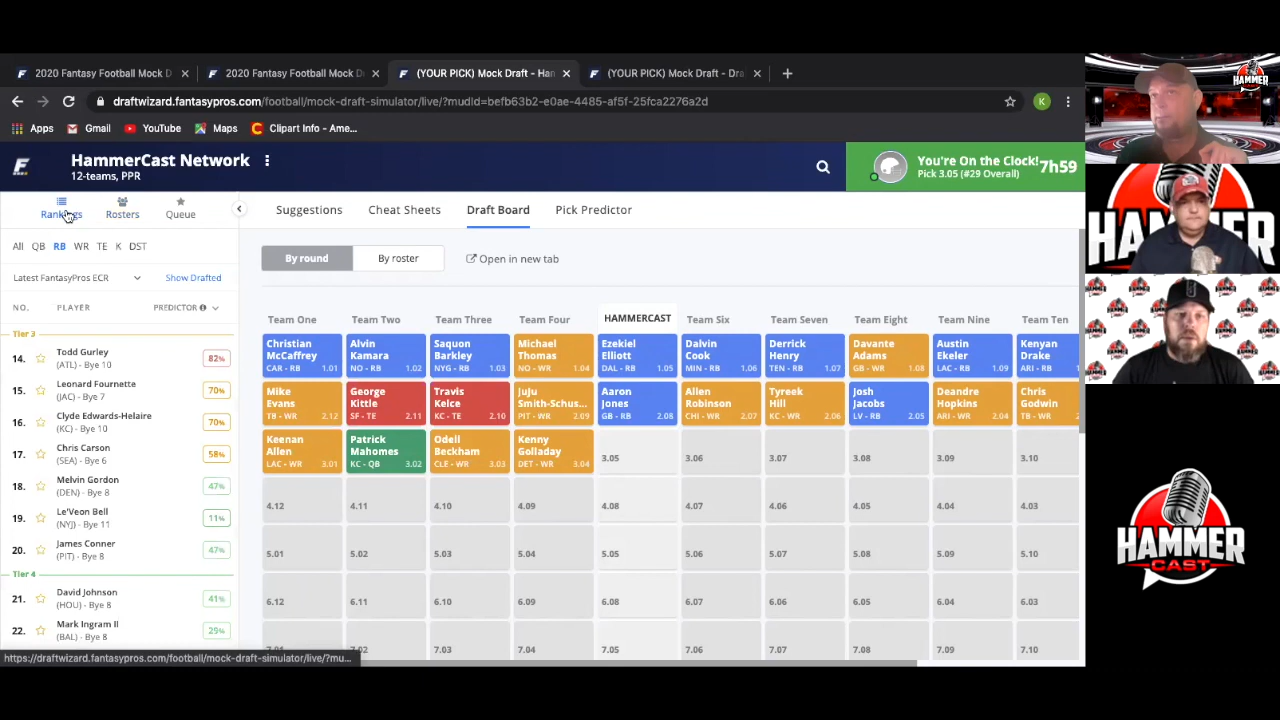 2020 Fantasy Football Mock D
2020 Fantasy Football Mock D
(YOUR PICK) Mock Draft - Han
(YOUR PICK) Mock Draft - Dra
draftwizard.fantasypros.com/football/mock-draft-simulator/live/?mudid=befb63b2-e0ae-4485-af5f-25fca2276a2d
K
Apps Gmail YouTube Maps Clipart Info - Ame...
HammerCast Network
12-teams, PPR
You're On the Clock!
Pick 3.05 (#29 Overall)
7h59
Rankings Rosters Queue
Suggestions Cheat Sheets Draft Board Pick Predictor
All QB RB WR TE K DST
By round By roster Open in new tab
Latest FantasyPros ECR Show Drafted
NO. PLAYER PREDICTOR
Tier 3
14. Todd Gurley 82%
(ATL) - Bye 10
15. Leonard Fournette 70%
(JAC) - Bye 7
16. Clyde Edwards-Helaire 70%
(KC) - Bye 10
17. Chris Carson 58%
(SEA) - Bye 6
18. Melvin Gordon 47%
(DEN) - Bye 8
19. Le'Veon Bell 11%
(NYJ) - Bye 11
20. James Conner 47%
(PIT) - Bye 8
Tier 4
21. David Johnson 41%
(HOU) - Bye 8
22. Mark Ingram II 29%
(BAL) - Bye 8
https://draftwizard.fantasypros.com/football/mock-draft-simulator/live/?mu...
Team One Team Two Team Three Team Four HAMMERCAST Team Six Team Seven Team Eight Team Nine Team Ten
Christian McCaffrey CAR - RB 1.01
Alvin Kamara NO - RB 1.02
Saquon Barkley NYG - RB 1.03
Michael Thomas NO - WR 1.04
Ezekiel Elliott DAL - RB 1.05
Dalvin Cook MIN - RB 1.06
Derrick Henry TEN - RB 1.07
Davante Adams GB - WR 1.08
Austin Ekeler LAC - RB 1.09
Kenyan Drake ARI - RB 1
Mike Evans TB - WR 2.12
George Kittle SF - TE 2.11
Travis Kelce KC - TE 2.10
JuJu Smith-Schus... PIT - WR 2.09
Aaron Jones GB - RB 2.08
Allen Robinson CHI - WR 2.07
Tyreek Hill KC - WR 2.06
Josh Jacobs LV - RB 2.05
Deandre Hopkins ARI - WR 2.04
Chris Godwin TB - WR 2
Keenan Allen LAC - WR 3.01
Patrick Mahomes KC - QB 3.02
Odell Beckham CLE - WR 3.03
Kenny Golladay DET - WR 3.04
3.05 3.06 3.07 3.08 3.09 3.10
4.12 4.11 4.10 4.09 4.08 4.07 4.06 4.05 4.04 4.03
5.01 5.02 5.03 5.04 5.05 5.06 5.07 5.08 5.09 5.10
6.12 6.11 6.10 6.09 6.08 6.07 6.06 6.05 6.04 6.03
7.01 7.02 7.03 7.04 7.05 7.06 7.07 7.08 7.09 7.10
HAMMER
CAST
HAMMER
CAST